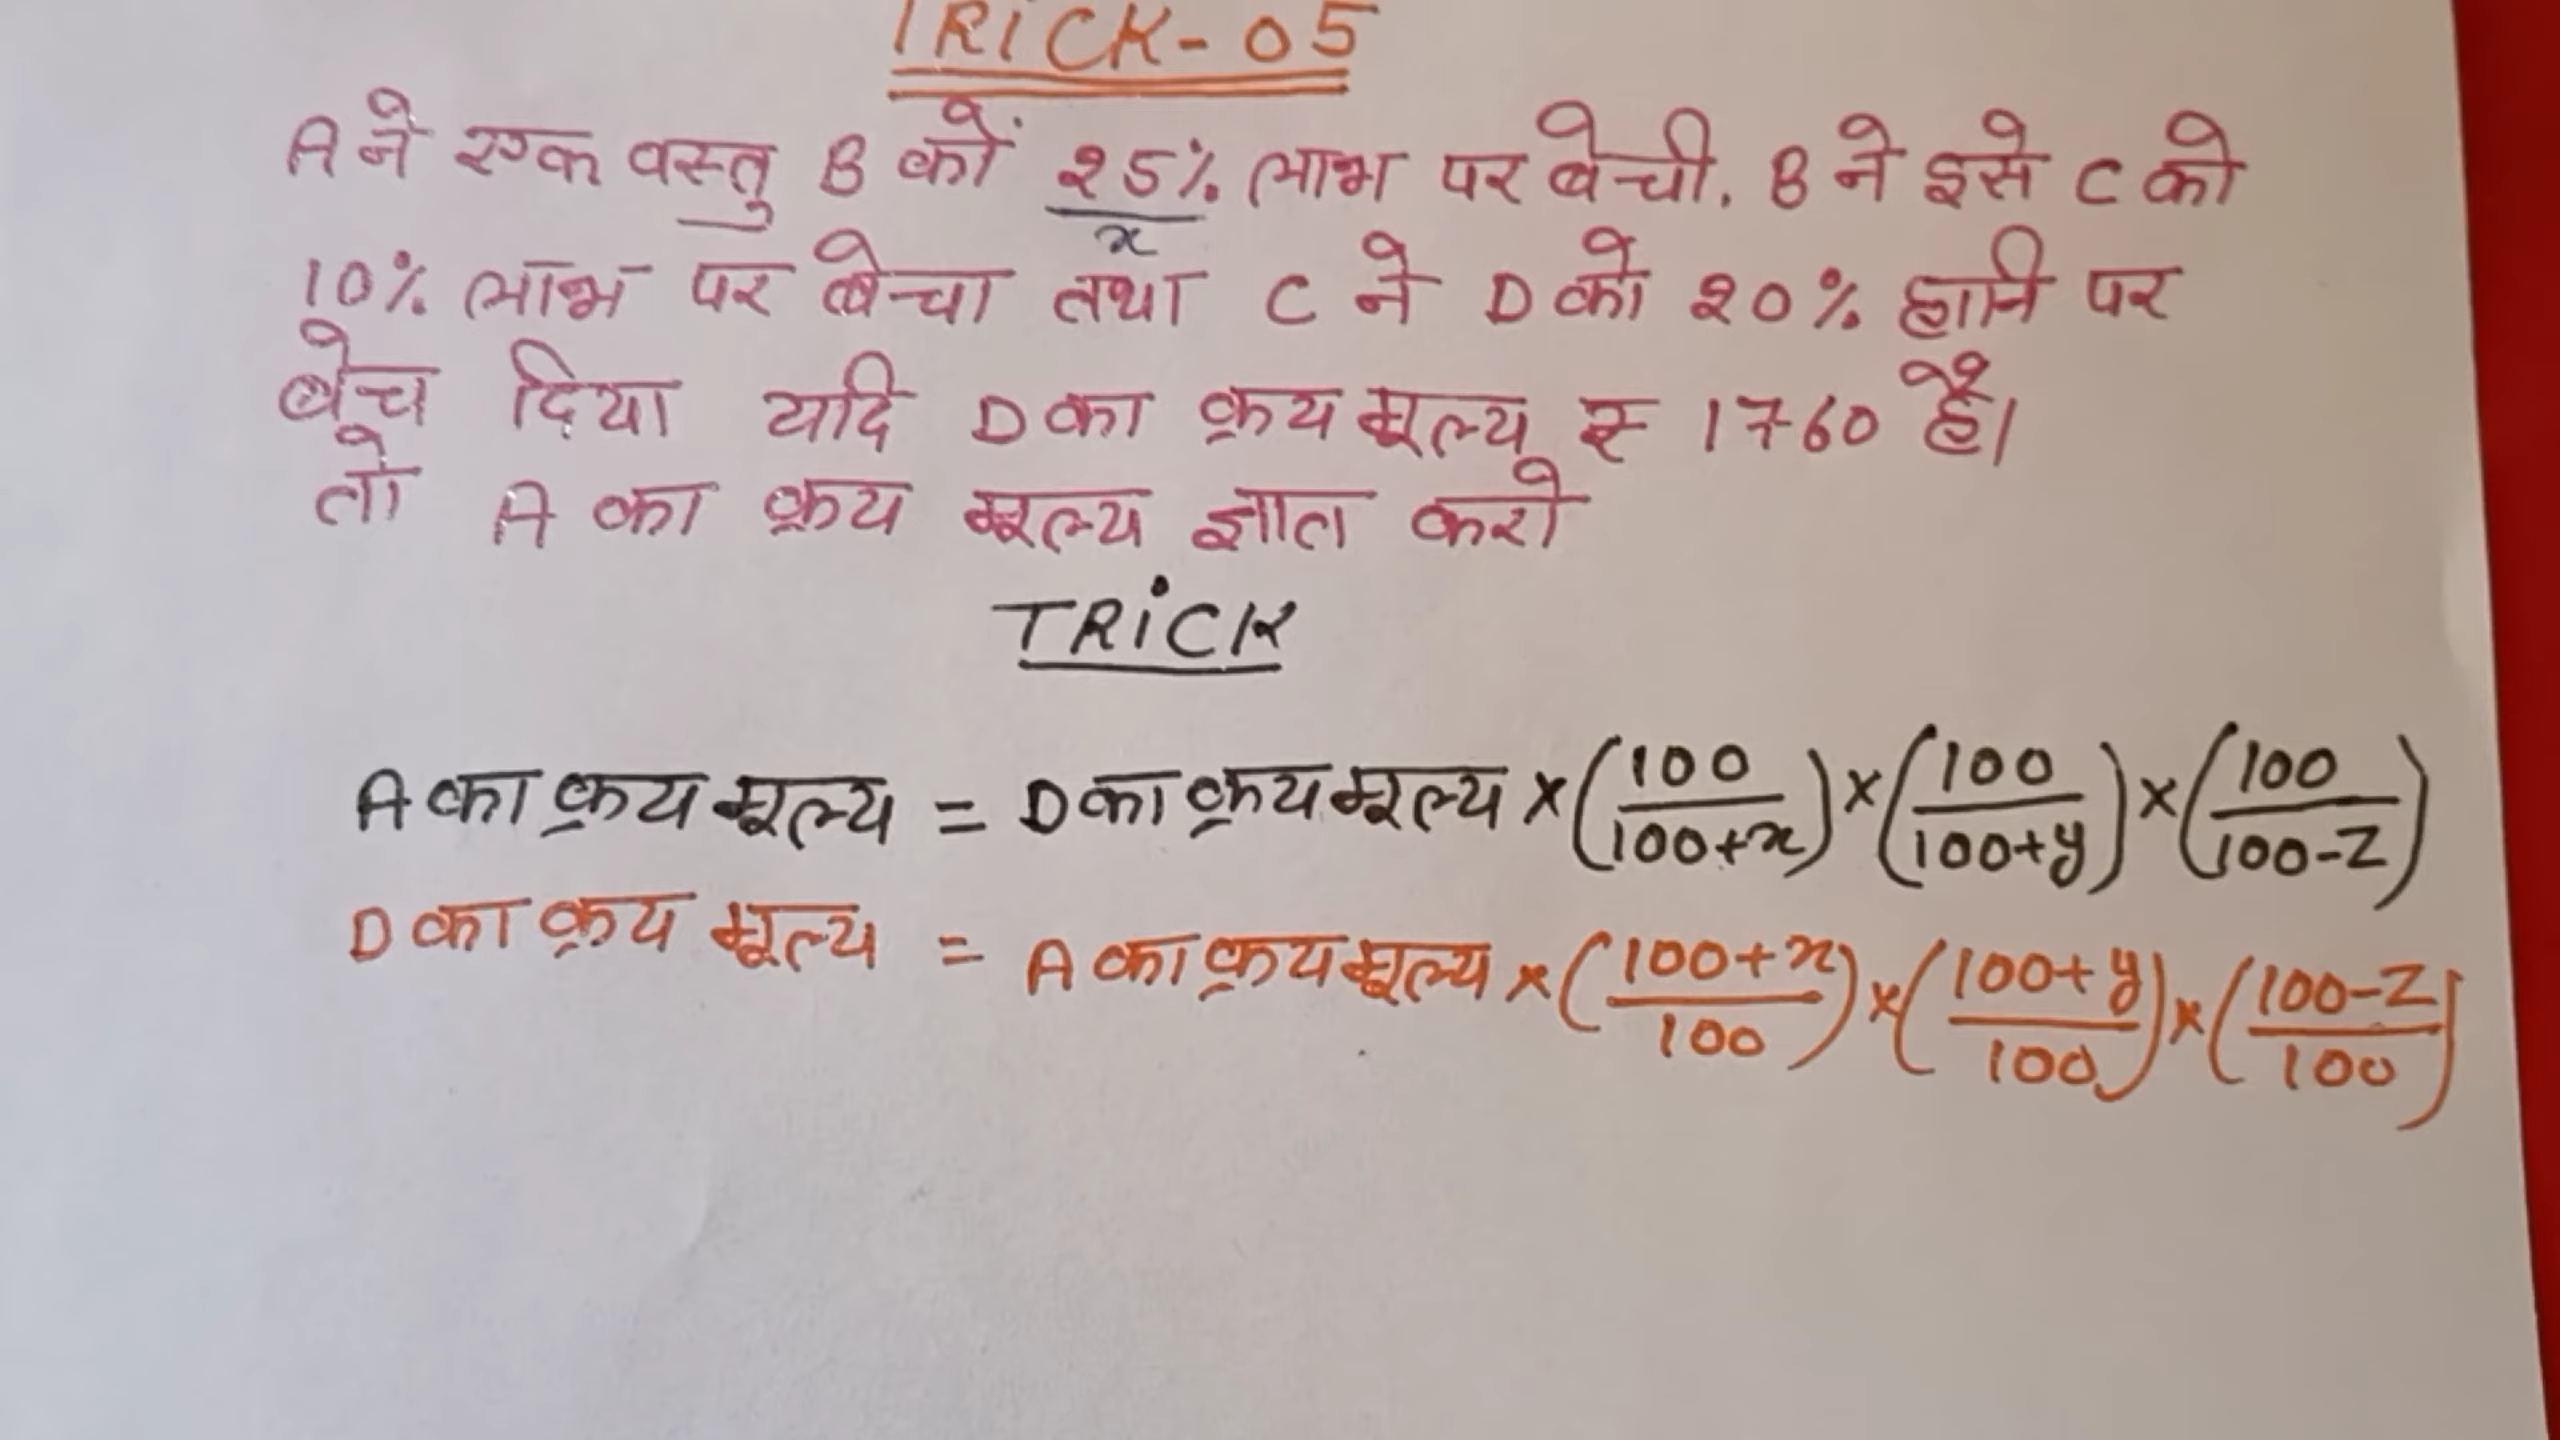 TRICK-05
A ने एक वस्तु B कों 25% लाभ पर बेची. B ने इसे C को
x
10% लाभ पर बेचा तथा C ने D को 20% हानि पर
बेच दिया यदि D का क्रय मूल्य रु 1760 है।
तो A का क्रय मूल्य ज्ञात करो
TRICK
A का क्रय मूल्य = D का क्रय मूल्य × (100/100+x) × (100/100+y) × (100/100-z)
D का क्रय मूल्य = A का क्रय मूल्य × (100+x/100) × (100+y/100) × (100-z/100)